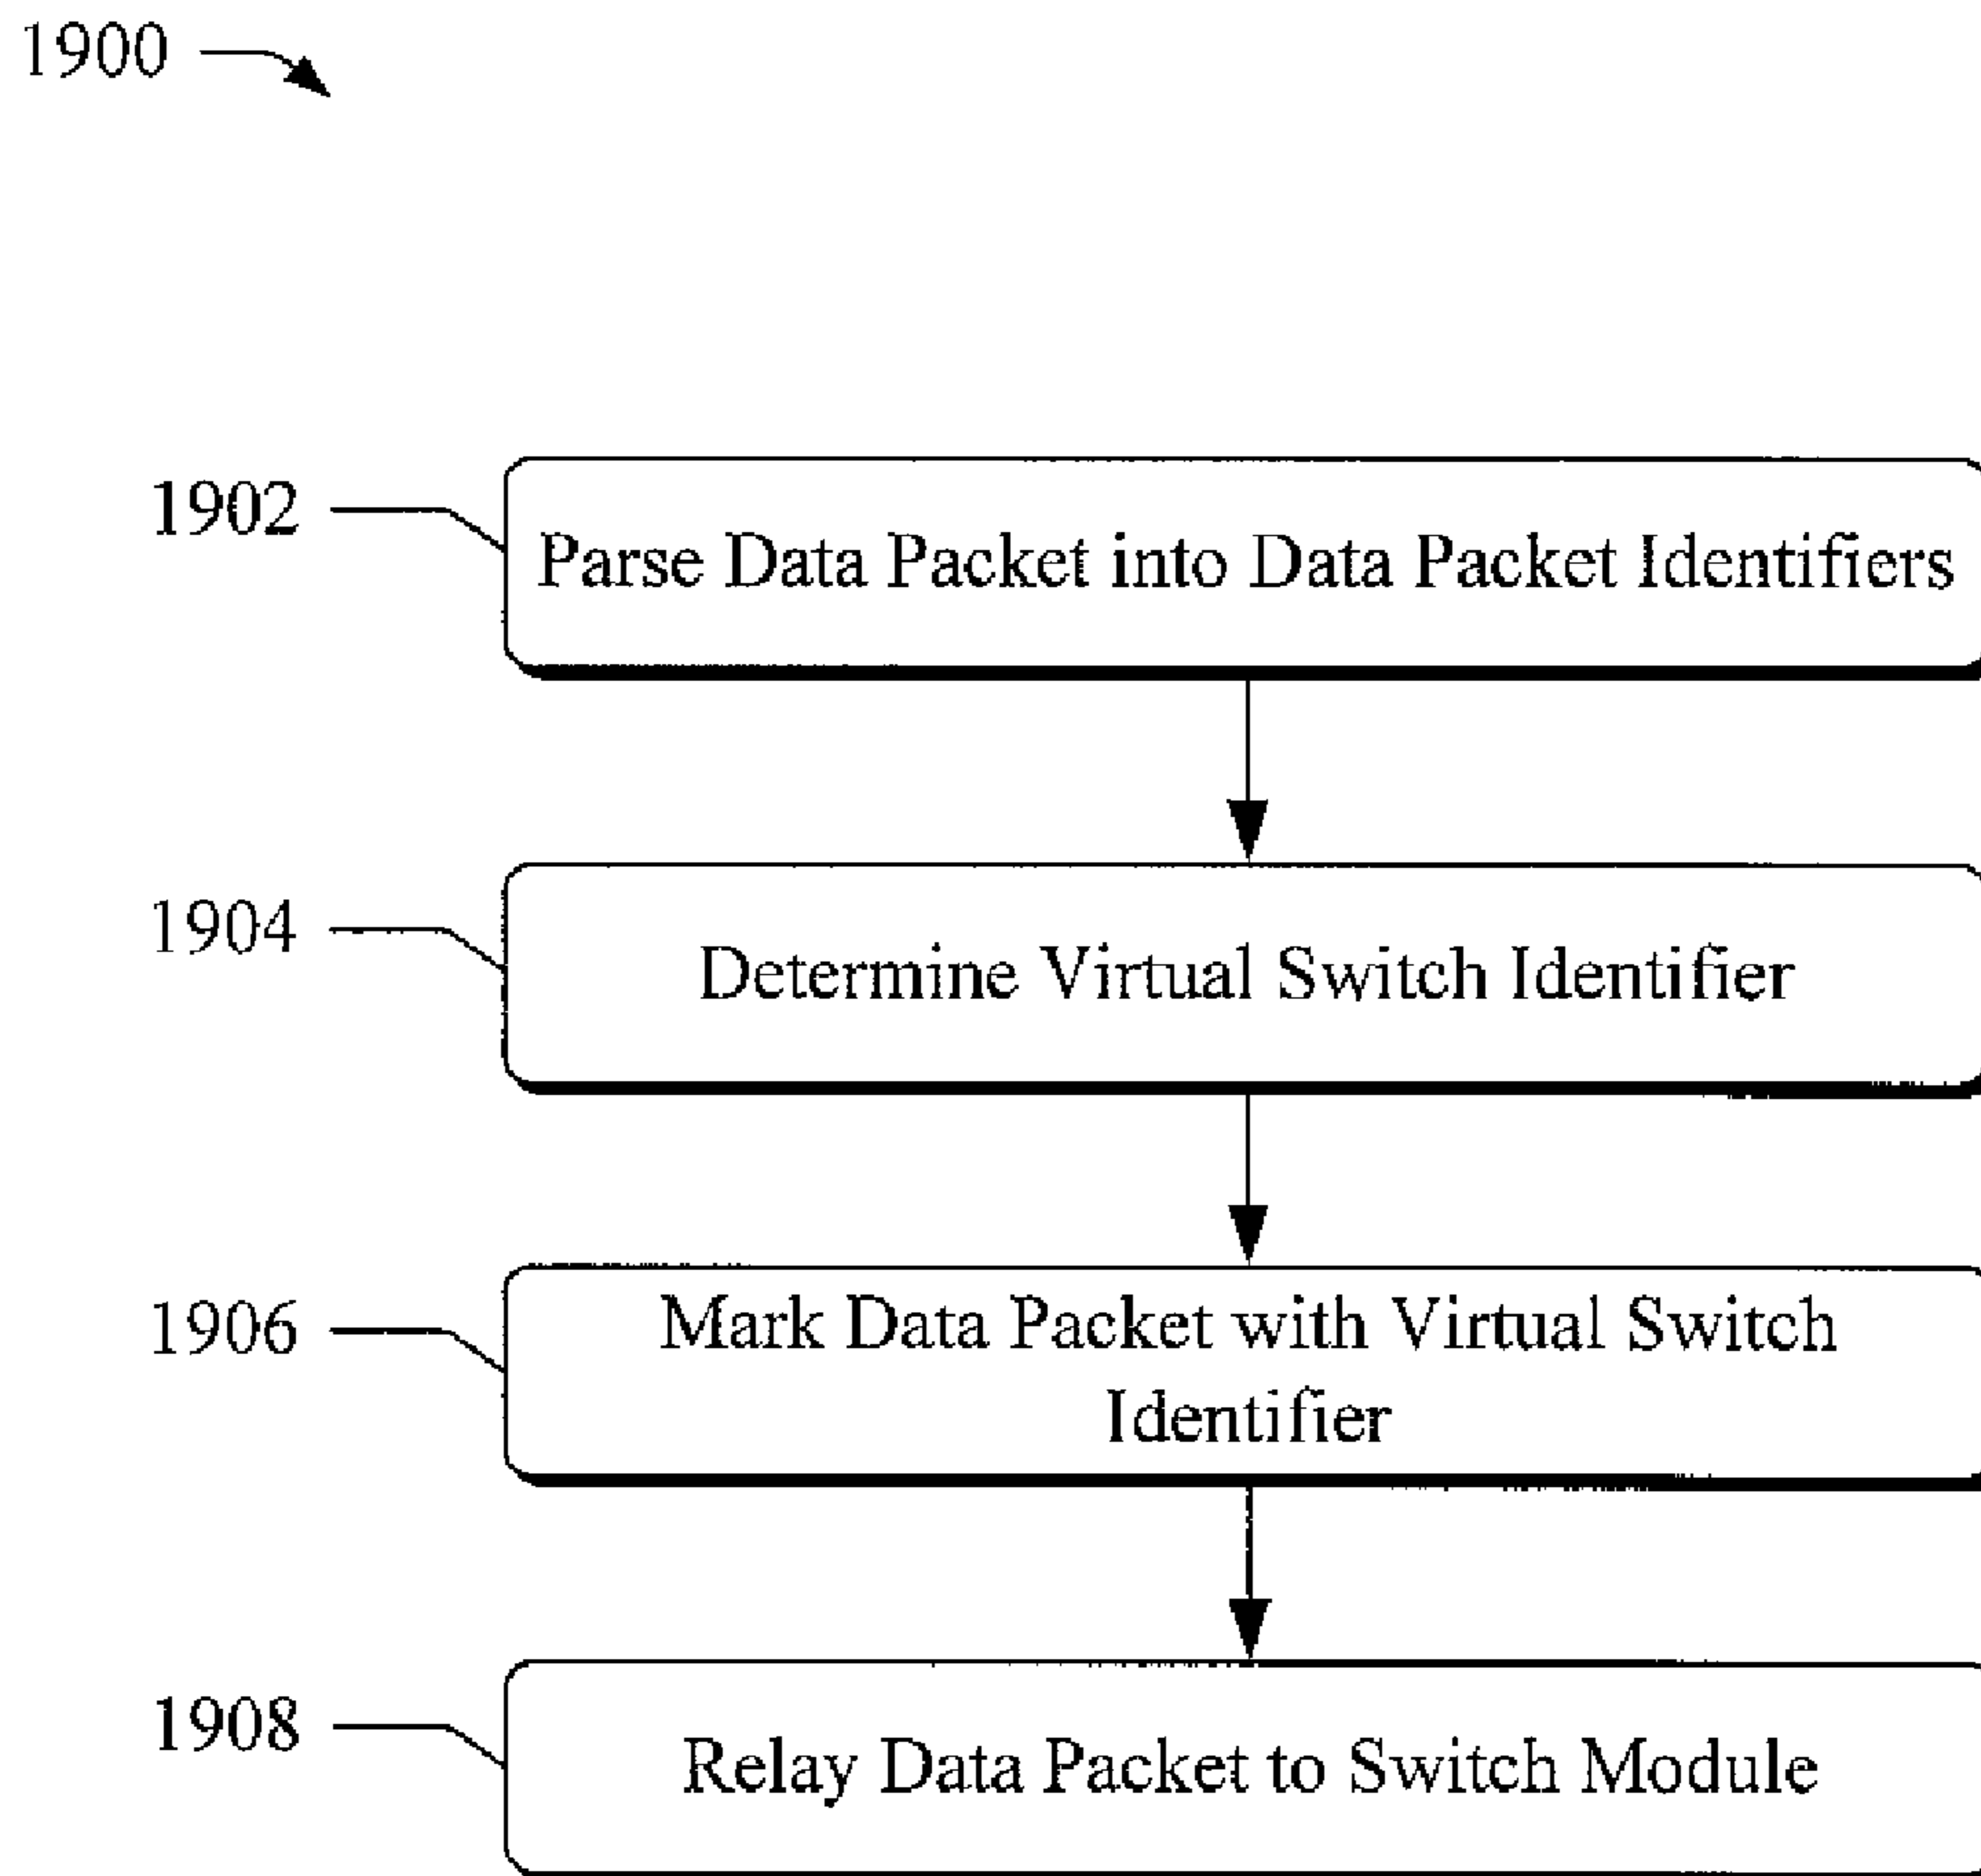 1900
1902
Parse Data Packet into Data Packet Identifiers
1904
Determine Virtual Switch Identifier
1906
Mark Data Packet with Virtual Switch
Identifier
1908
Relay Data Packet to Switch Module